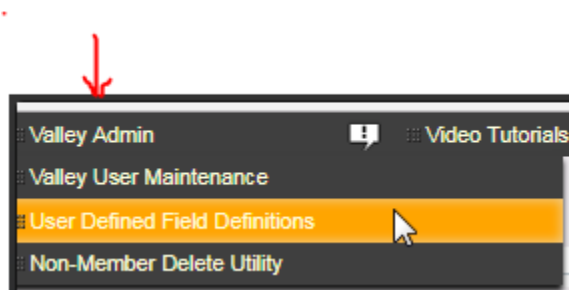 Valley Admin Video Tutorials
Valley User Maintenance
User Defined Field Definitions
Non-Member Delete Utility